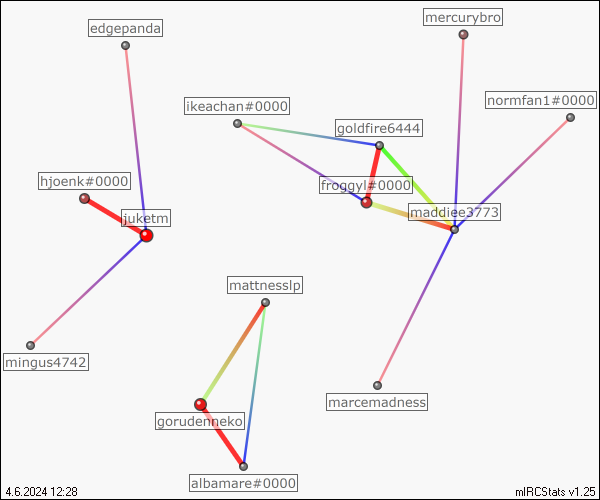 mercurybro
edgepanda
normfan1#0000
ikeachan#0000
goldfire6444
hjoenk#0000
froggyl#0000
maddiee3773
juketm
mattnesslp
mingus4742
marcemadness
gorudenneko
albamare#0000
4.6.2024 12:28
mIRCStats v1.25